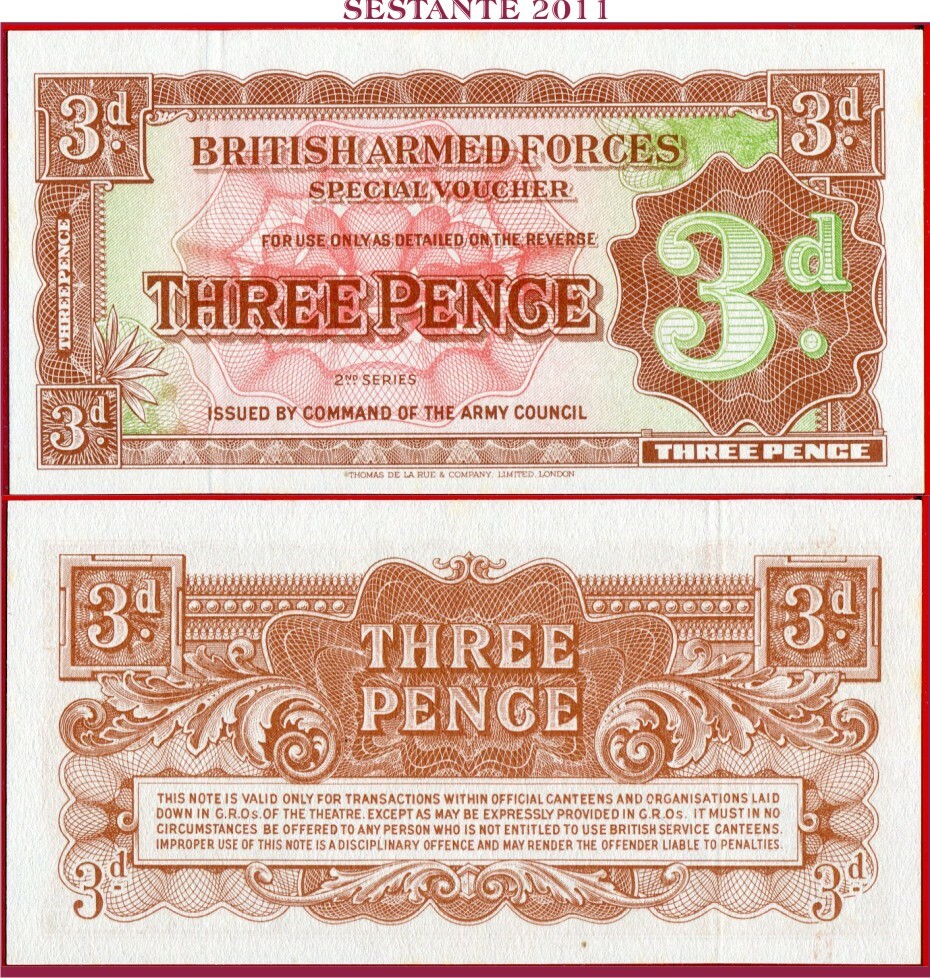 SESTANTE 2011
3d.
3d.
BRITISH ARMED FORCES
SPECIAL VOUCHER
FOR USE ONLY AS DETAILED ON THE REVERSE
THREE PENCE
3d.
THREE PENCE
2ND SERIES
ISSUED BY COMMAND OF THE ARMY COUNCIL
3d.
THREE PENCE
THOMAS DE LA RUE & COMPANY, LIMITED, LONDON
3d.
3d.
THREE
PENCE
THIS NOTE IS VALID ONLY FOR TRANSACTIONS WITHIN OFFICIAL CANTEENS AND ORGANISATIONS LAID
DOWN IN G.R.Os. OF THE THEATRE. EXCEPT AS MAY BE EXPRESSLY PROVIDED IN G.R.Os. IT MUST IN NO
CIRCUMSTANCES BE OFFERED TO ANY PERSON WHO IS NOT ENTITLED TO USE BRITISH SERVICE CANTEENS.
IMPROPER USE OF THIS NOTE IS A DISCIPLINARY OFFENCE AND MAY RENDER THE OFFENDER LIABLE TO PENALTIES.
3d.
3d.